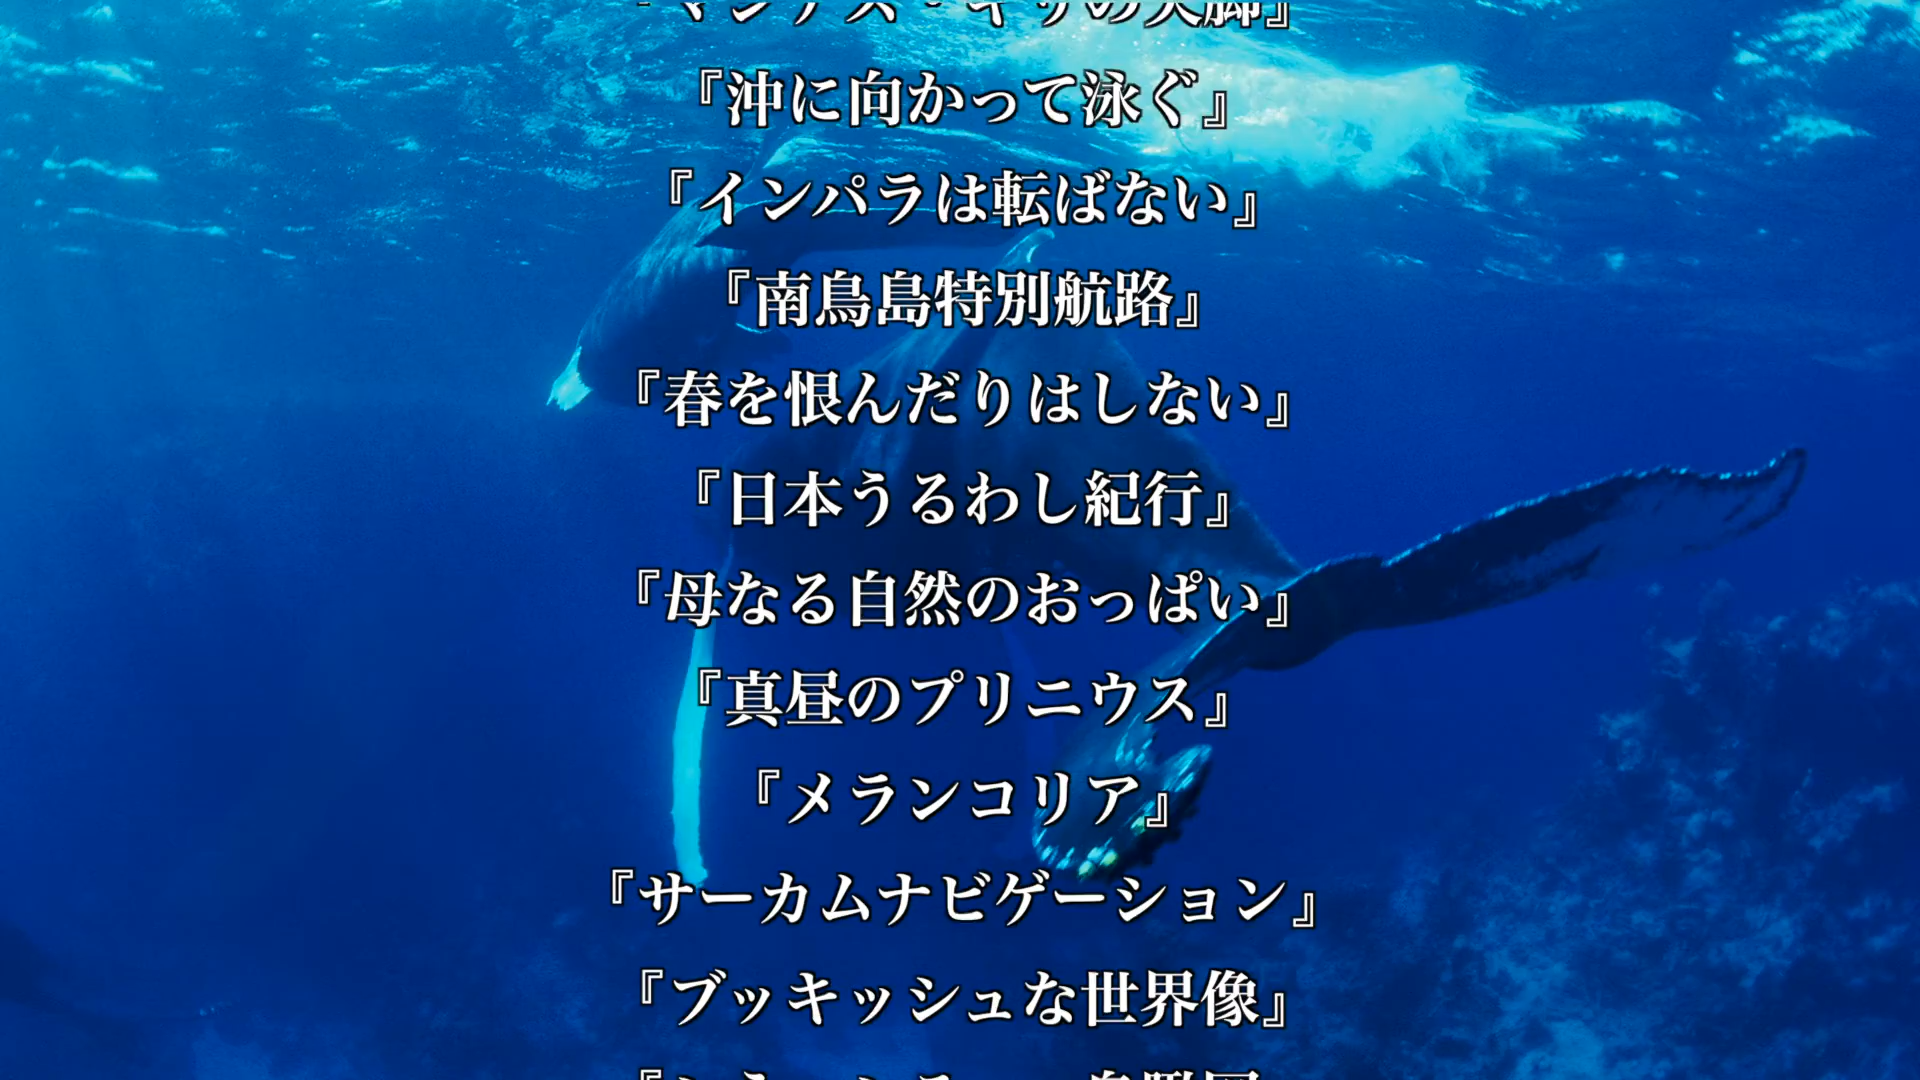 『沖に向かって泳ぐ』
『インパラは転ばない』
『南鳥島特別航路』
『春を恨んだりはしない』
『日本うるわし紀行』
『母なる自然のおっぱい』
『真昼のプリニウス』
『メランコリア』
『サーカムナビゲーション』
『ブッキッシュな世界像』